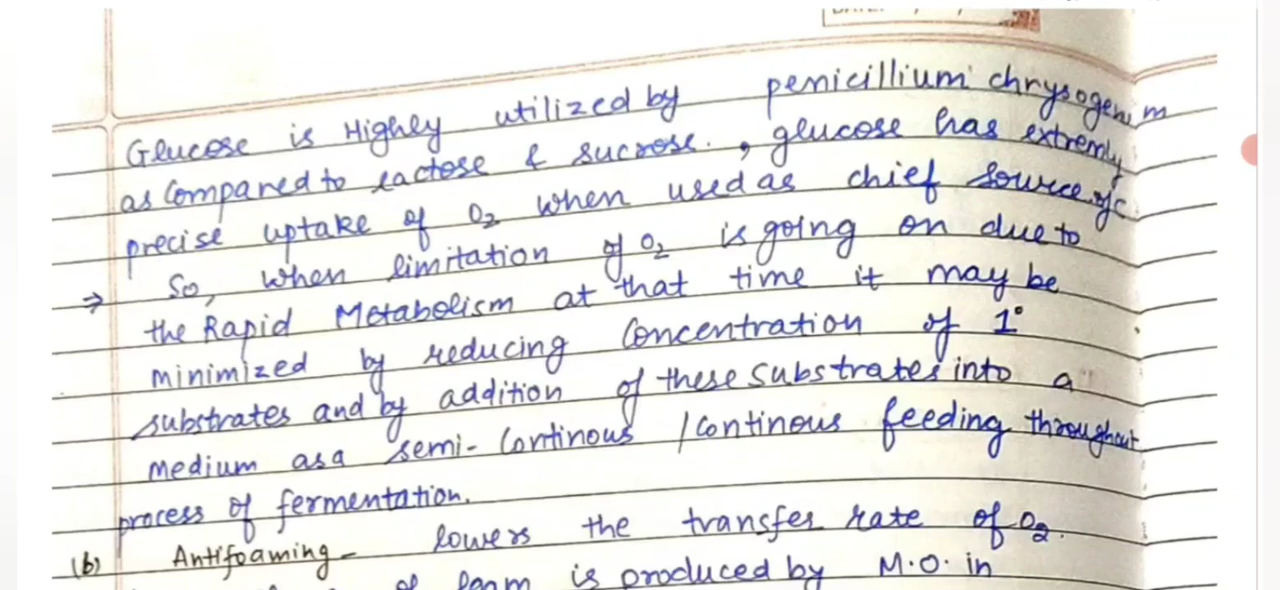 Glucose is Highly utilized by penicillium chrysogenum
as Compared to lactose & sucrose. , glucose has extremly
precise uptake of O2 when used as chief source of C
⇒ So, when limitation of O2 is going on due to
the Rapid Metabolism at that time it may be
minimized by reducing Concentration of 1°
substrates and by addition of these substrates into a
medium as a semi-Continous / continous feeding throughout
process of fermentation.
(b) Antifoaming - lowers the transfer rate of O2.
of foam is produced by M.O. in